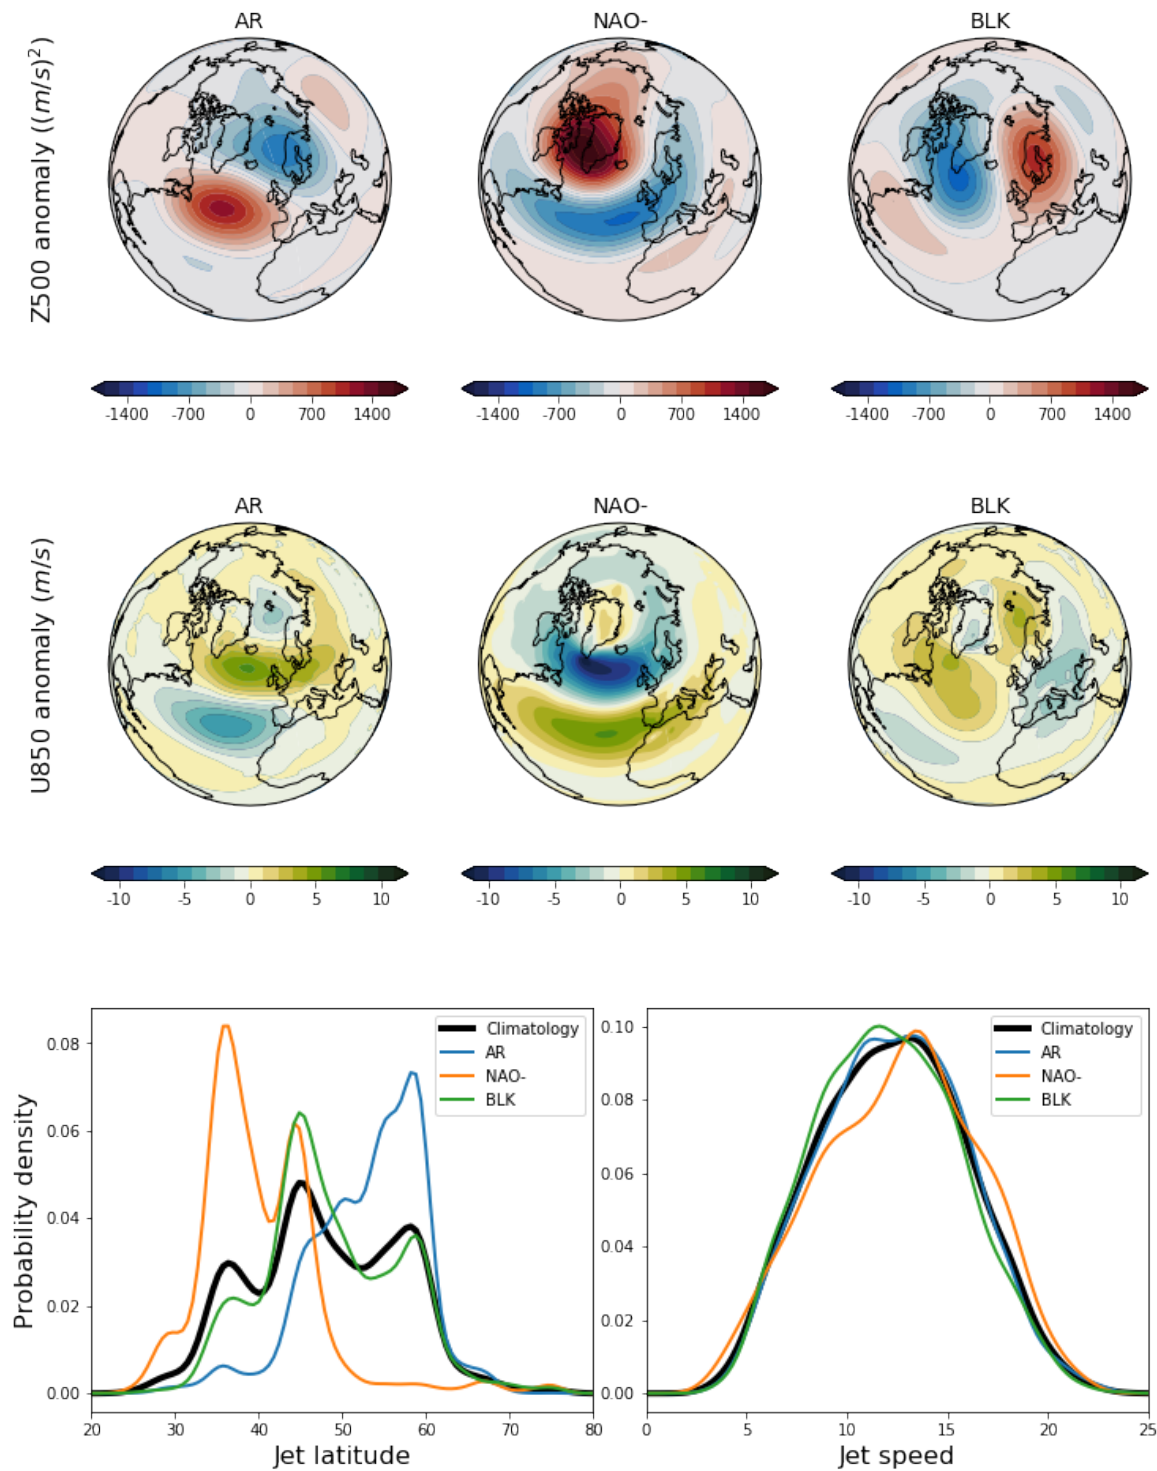 AR NAO- BLK
Z500 anomaly ((m/s)²)
-1400 -700 0 700 1400
-1400 -700 0 700 1400
-1400 -700 0 700 1400
AR NAO- BLK
U850 anomaly (m/s)
-10 -5 0 5 10
-10 -5 0 5 10
-10 -5 0 5 10
Probability density
0.08
0.06
0.04
0.02
0.00
Climatology
AR
NAO-
BLK
20 30 40 50 60 70 80
Jet latitude
0.10
0.08
0.06
0.04
0.02
0.00
Climatology
AR
NAO-
BLK
0 5 10 15 20 25
Jet speed